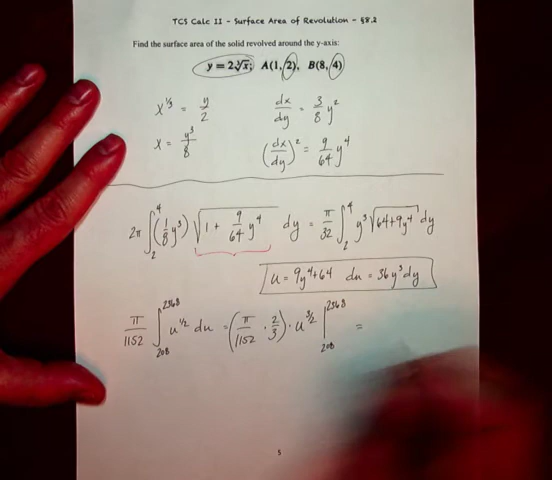 TCS Calc II - Surface Area of Revolution - §8.2
Find the surface area of the solid revolved around the y-axis:
y = 2∛x; A(1, 2), B(8, 4)
x^(1/3) = y/2 dx/dy = 3/8 y²
x = y³/8 (dx/dy)² = 9/64 y⁴
2π ∫₂⁴ (1/8 y³) √(1 + 9/64 y⁴) dy = π/32 ∫₂⁴ y³ √(64+9y⁴) dy
u = 9y⁴+64 du = 36y³dy
π/1152 ∫₂₀₈²³⁶⁸ u^(1/2) du = (π/1152 · 2/3) · u^(3/2) |₂₀₈²³⁶⁸ =
5